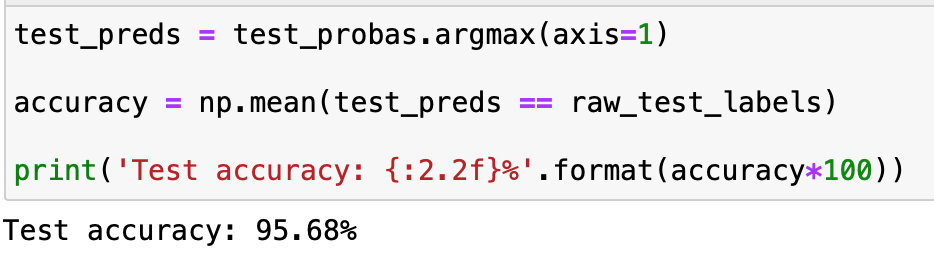 test_preds = test_probas.argmax(axis=1)
accuracy = np.mean(test_preds == raw_test_labels)
print('Test accuracy: {:2.2f}%'.format(accuracy*100))
Test accuracy: 95.68%